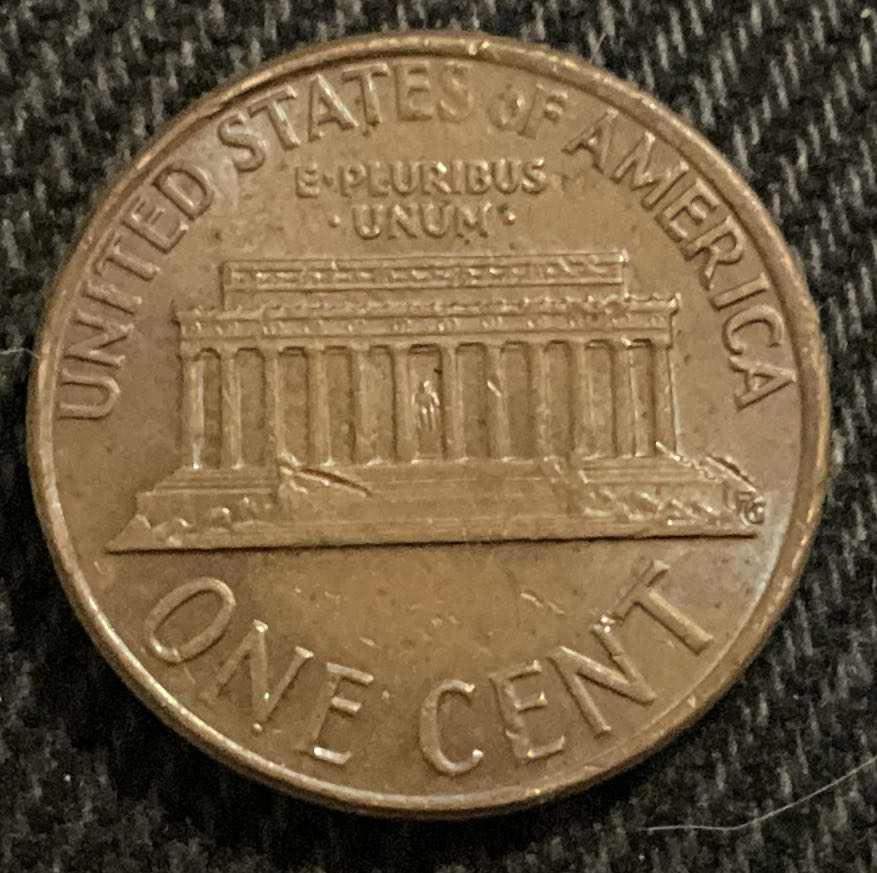 UNITED STATES oF AMERICA
E·PLURIBUS
·UNUM·
FG
ONE CENT